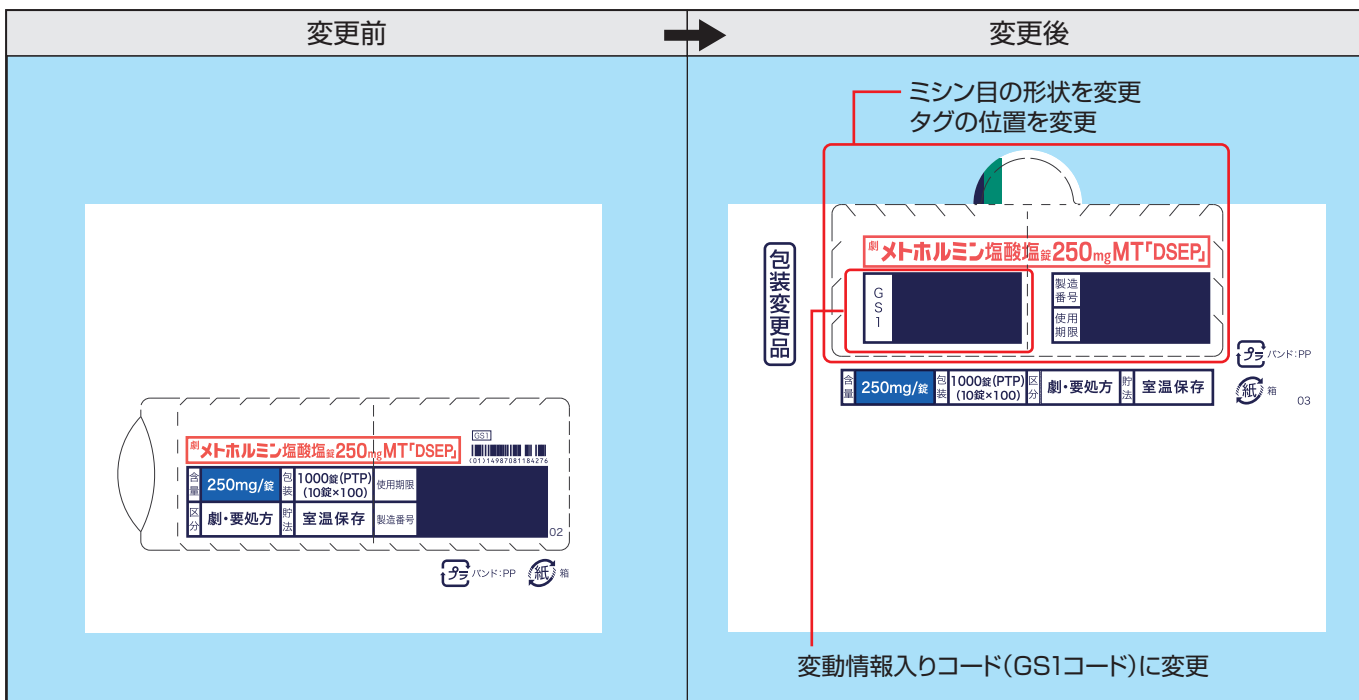 変更前
変更後
ミシン目の形状を変更
タグの位置を変更
包装変更品
劇 メトホルミン塩酸塩錠250mgMT「DSEP」
GS1
製造番号
使用期限
プラ バンド:PP
紙 箱
03
含量 250mg/錠 包装 1000錠(PTP) (10錠×100) 区分 劇・要処方 貯法 室温保存
変動情報入りコード(GS1コード)に変更
劇 メトホルミン塩酸塩錠250mgMT「DSEP」
GS1
(01)14987081184276
含量 250mg/錠 包装 1000錠(PTP) (10錠×100) 使用期限
区分 劇・要処方 貯法 室温保存 製造番号
02
プラ バンド:PP 紙 箱